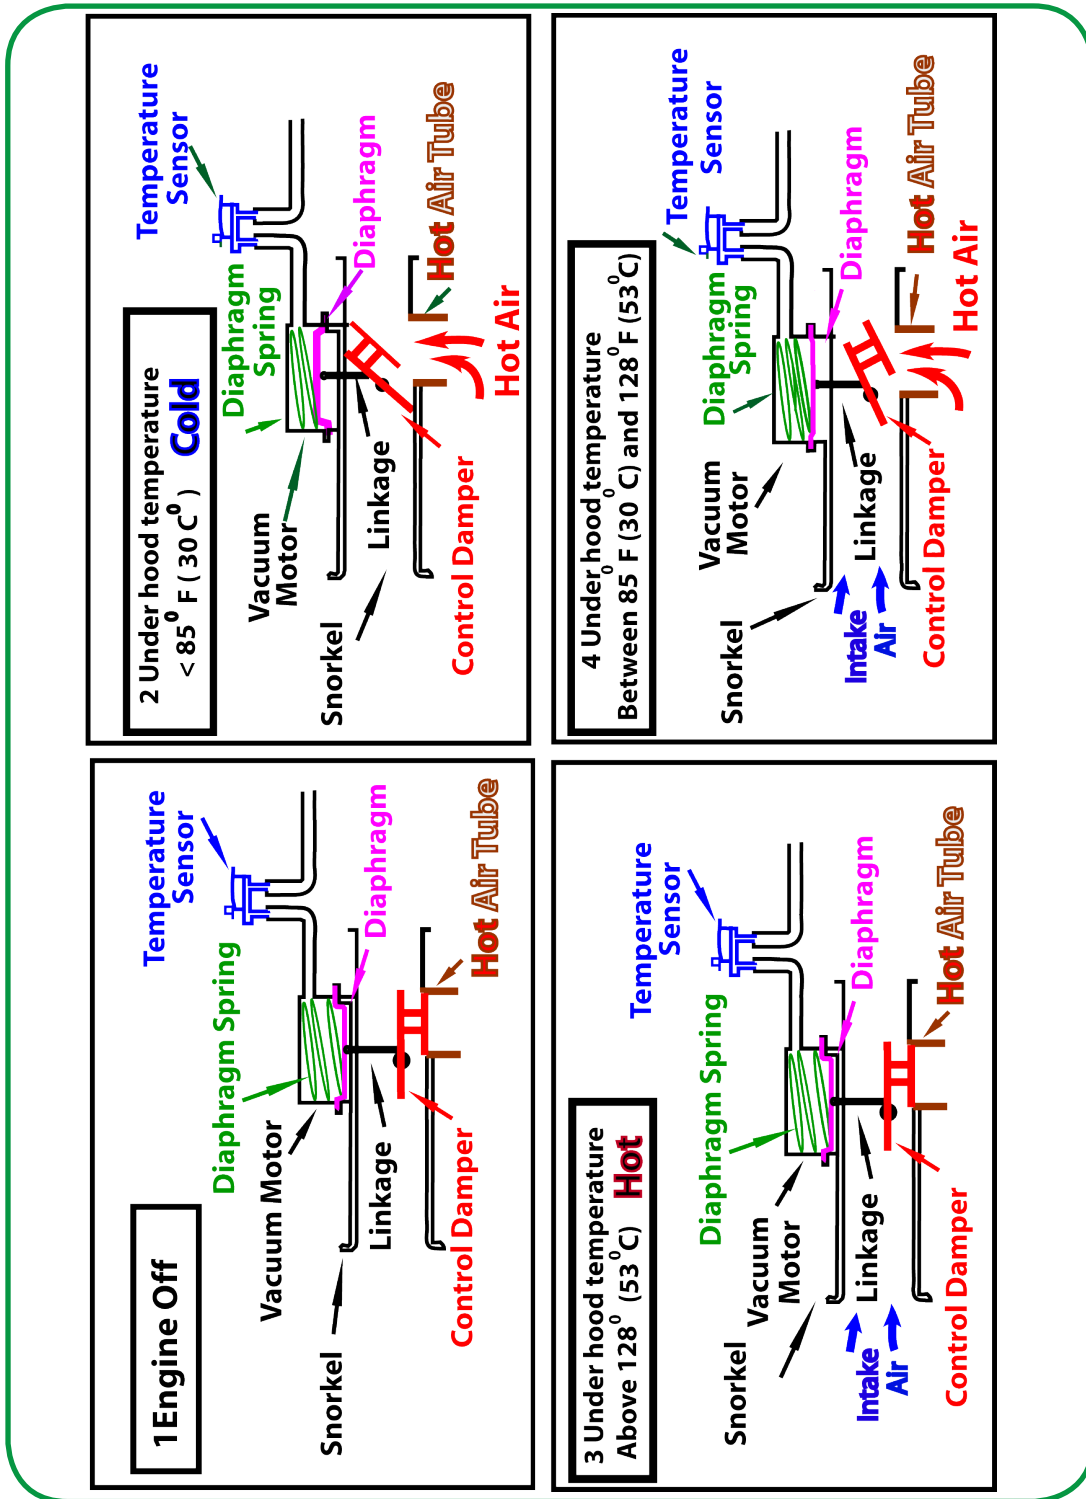 1Engine Off
Temperature
Sensor
Diaphragm Spring
Vacuum Motor
Diaphragm
Snorkel
Linkage
Hot Air Tube
Control Damper
2 Under hood temperature
< 85⁰ F ( 30 C⁰ ) Cold
Temperature
Sensor
Diaphragm
Spring
Vacuum
Motor
Diaphragm
Snorkel
Linkage
Hot Air Tube
Control Damper
Hot Air
3 Under hood temperature
Above 128⁰ (53⁰C) Hot
Temperature
Sensor
Diaphragm Spring
Vacuum
Motor
Diaphragm
Snorkel
Linkage
Intake
Air
Hot Air Tube
Control Damper
4 Under hood temperature
Between 85⁰ F (30⁰C) and 128⁰ F (53⁰C)
Temperature
Sensor
Diaphragm
Spring
Vacuum
Motor
Diaphragm
Snorkel
Linkage
Intake
Air
Hot Air Tube
Control Damper
Hot Air